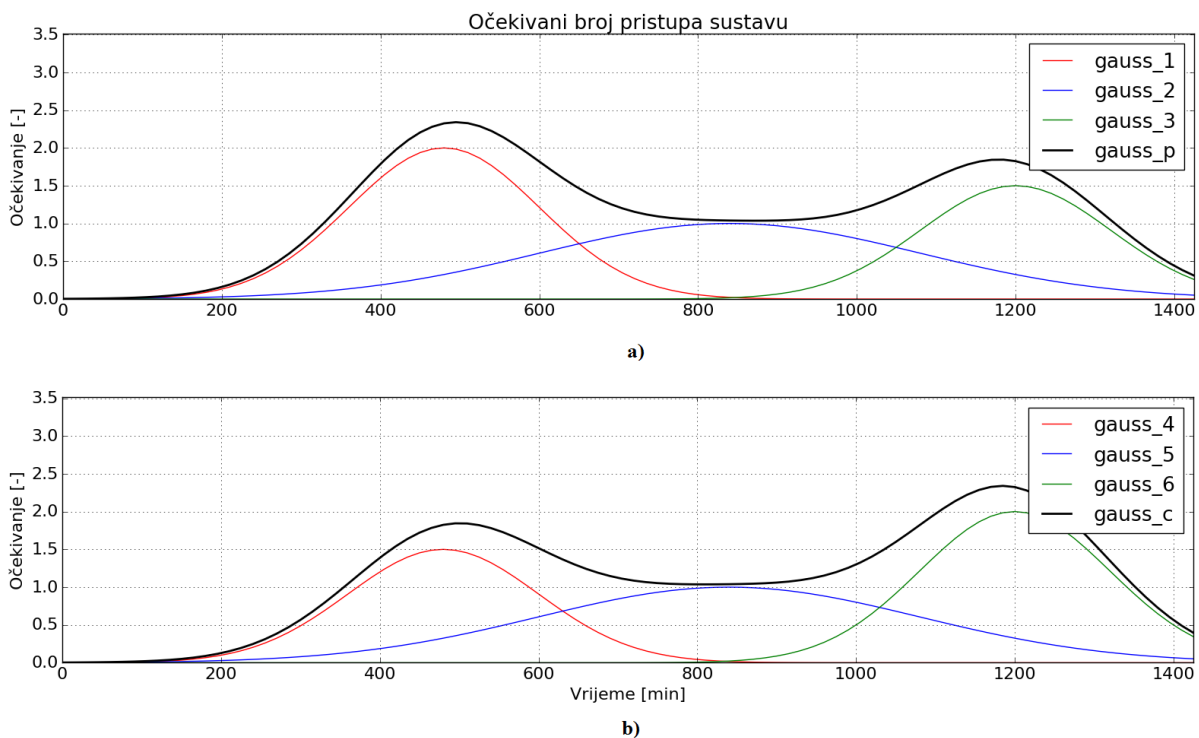 Očekivani broj pristupa sustavu
Očekivanje [-]
3.5
3.0
2.5
2.0
1.5
1.0
0.5
0.0
0 200 400 600 800 1000 1200 1400
gauss_1
gauss_2
gauss_3
gauss_p
a)
Očekivanje [-]
3.5
3.0
2.5
2.0
1.5
1.0
0.5
0.0
0 200 400 600 800 1000 1200 1400
gauss_4
gauss_5
gauss_6
gauss_c
Vrijeme [min]
b)